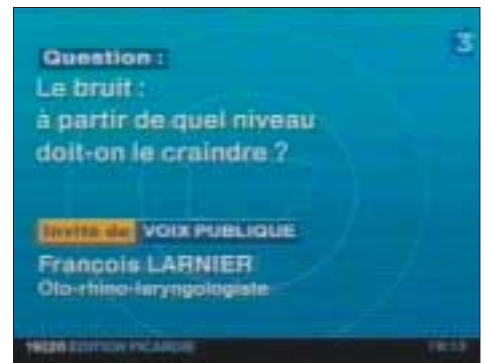 3
Question :
Le bruit :
à partir de quel niveau
doit-on le craindre ?
Invité de VOIX PUBLIQUE
François LARNIER
Oto-rhino-laryngologiste
19/20 EDITION PICARDIE